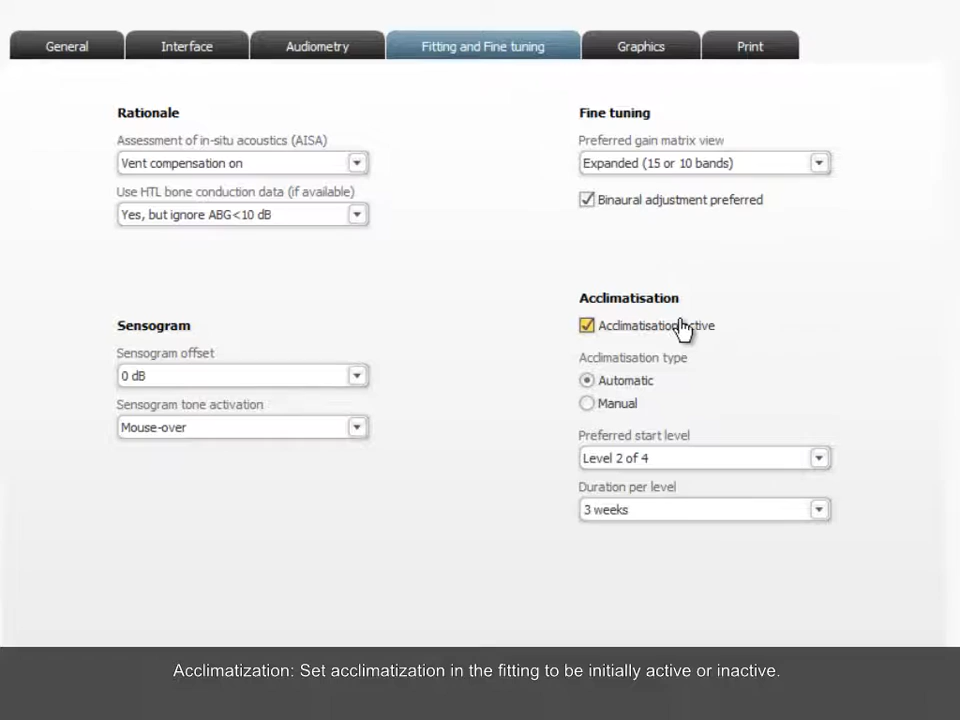 General
Interface
Audiometry
Fitting and Fine tuning
Graphics
Print
Rationale
Assessment of in-situ acoustics (AISA)
Vent compensation on
Use HTL bone conduction data (if available)
Yes, but ignore ABG<10 dB
Sensogram
Sensogram offset
0 dB
Sensogram tone activation
Mouse-over
Fine tuning
Preferred gain matrix view
Expanded (15 or 10 bands)
Binaural adjustment preferred
Acclimatisation
Acclimatisation active
Acclimatisation type
Automatic
Manual
Preferred start level
Level 2 of 4
Duration per level
3 weeks
Acclimatization: Set acclimatization in the fitting to be initially active or inactive.